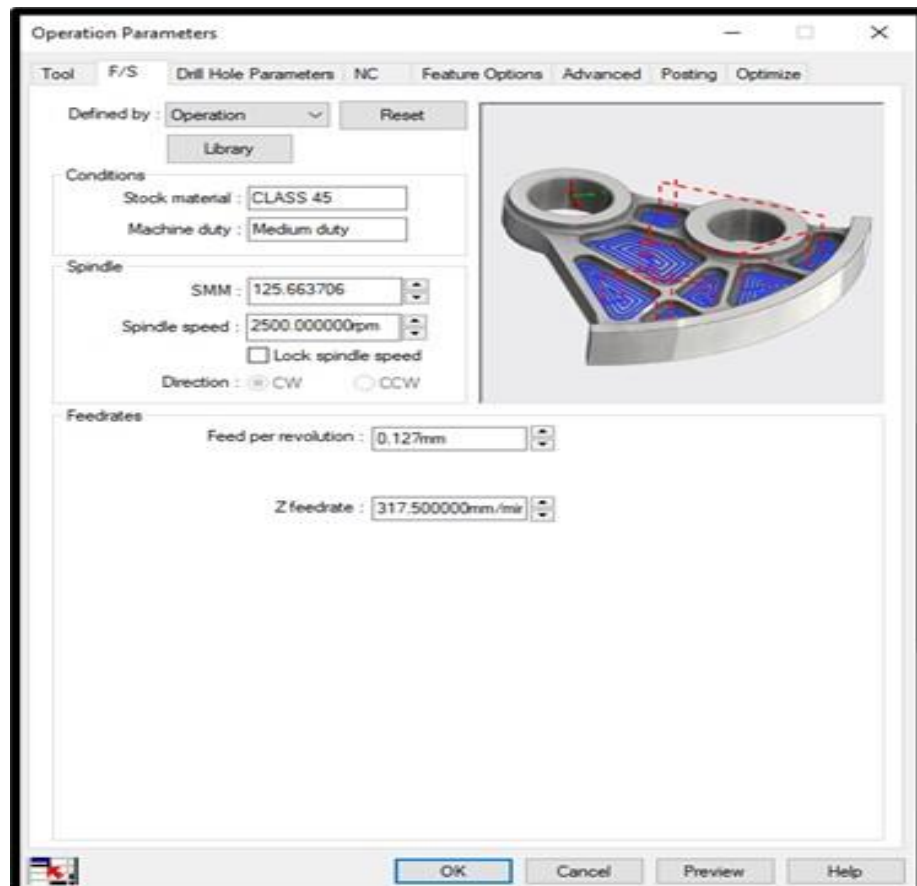 Operation Parameters
Tool F/S Drill Hole Parameters NC Feature Options Advanced Posting Optimize
Defined by : Operation Reset
Library
Conditions
Stock material : CLASS 45
Machine duty : Medium duty
Spindle
SMM : 125.663706
Spindle speed : 2500.000000rpm
Lock spindle speed
Direction : CW CCW
Feedrates
Feed per revolution : 0.127mm
Z feedrate : 317.500000mm/min
OK Cancel Preview Help